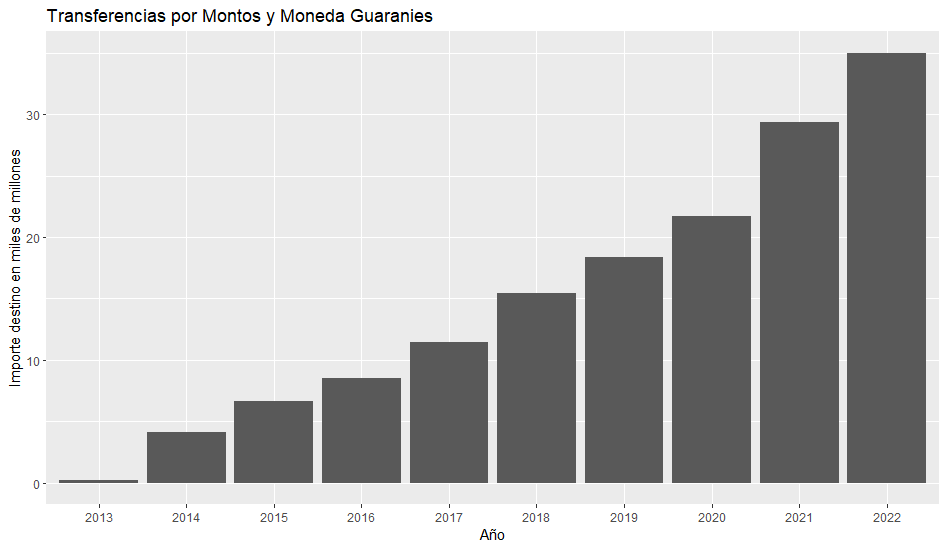 Transferencias por Montos y Moneda Guaranies
Importe destino en miles de millones
30
20
10
0
2013 2014 2015 2016 2017 2018 2019 2020 2021 2022
Año